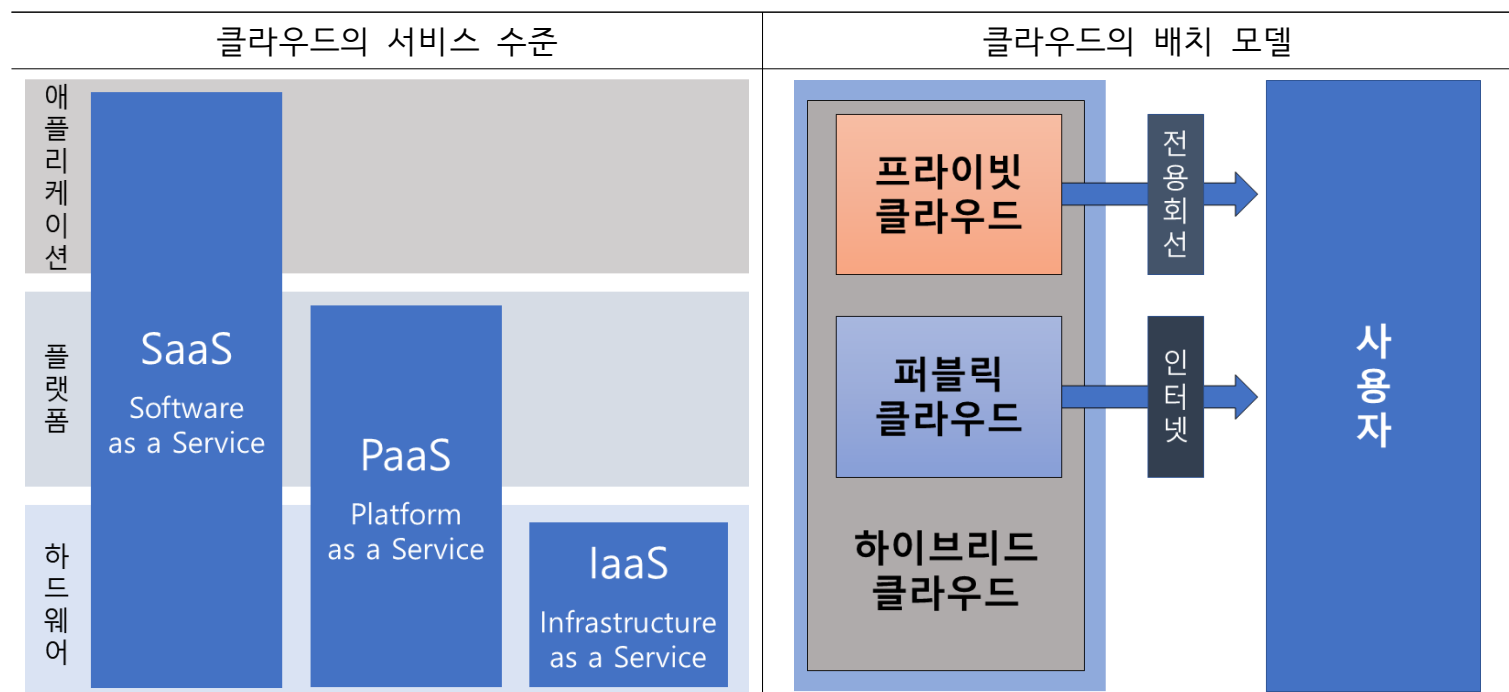 클라우드의 서비스 수준
클라우드의 배치 모델
애
플
리
케
이
션
플
랫
폼
하
드
웨
어
SaaS
Software
as a Service
PaaS
Platform
as a Service
IaaS
Infrastructure
as a Service
프라이빗
클라우드
퍼블릭
클라우드
하이브리드
클라우드
전
용
회
선
인
터
넷
사
용
자